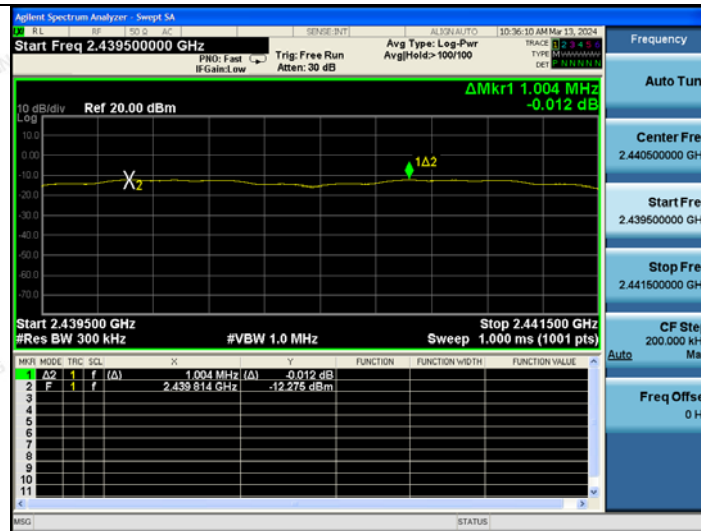 Agilent Spectrum Analyzer - Swept SA
RL RF 50 Ω AC SENSE:INT ALIGNAUTO 10:36:10 AM Mar 13, 2024
Start Freq 2.439500000 GHz
PNO: Fast
IFGain:Low
Trig: Free Run
Atten: 30 dB
Avg Type: Log-Pwr
Avg|Hold:> 100/100
TRACE 1 2 3 4 5 6
TYPE MWWWWW
DET P N N N N N
ΔMkr1 1.004 MHz
-0.012 dB
10 dB/div Ref 20.00 dBm
Log
10.0
0.00
-10.0
-20.0
-30.0
-40.0
-50.0
-60.0
-70.0
1Δ2
X2
Start 2.439500 GHz Stop 2.441500 GHz
#Res BW 300 kHz #VBW 1.0 MHz Sweep 1.000 ms (1001 pts)
MKR MODE TRC SCL X Y FUNCTION FUNCTION WIDTH FUNCTION VALUE
1 Δ2 1 f (Δ) 1.004 MHz (Δ) -0.012 dB
2 F 1 f 2.439 814 GHz -12.275 dBm
3
4
5
6
7
8
9
10
11
MSG STATUS
Frequency
Auto Tun
Center Fre
2.440500000 GH
Start Fre
2.439500000 GH
Stop Fre
2.441500000 GH
CF Ste
200.000 kH
Auto Ma
Freq Offse
0 H